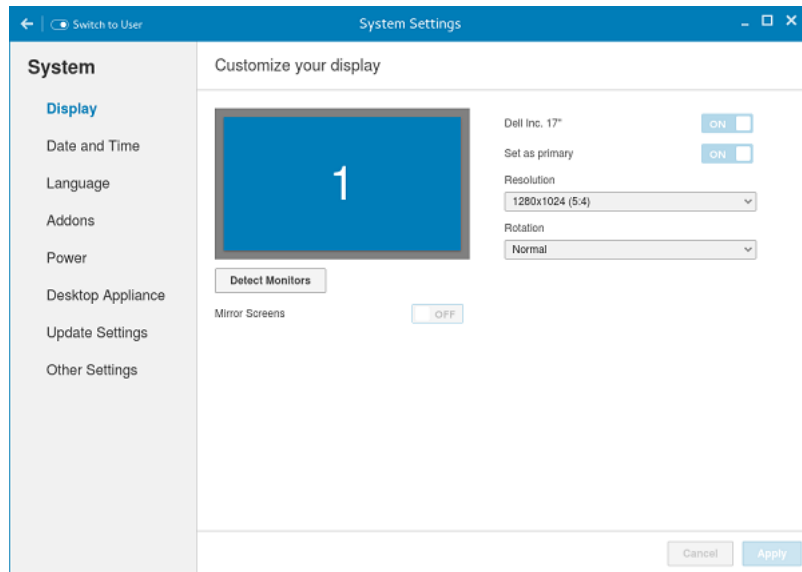 Switch to User
System Settings
System
Customize your display
Display
Date and Time
Language
Addons
Power
Desktop Appliance
Update Settings
Other Settings
1
Detect Monitors
Mirror Screens
OFF
Dell Inc. 17"
ON
Set as primary
ON
Resolution
1280x1024 (5:4)
Rotation
Normal
Cancel
Apply